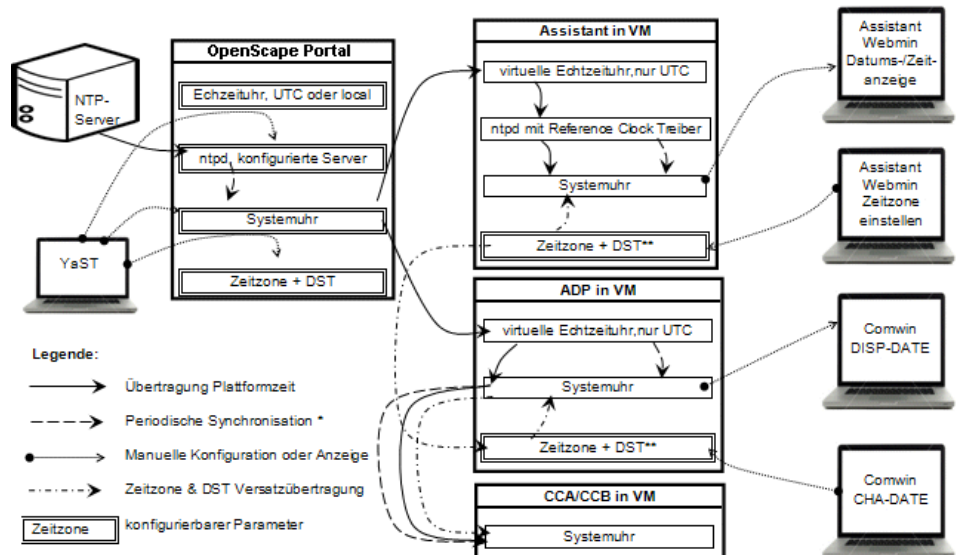 NTP-
Server
OpenScape Portal
Echzeituhr, UTC oder local
ntpd, konfigurierte Server
Systemuhr
Zeitzone + DST
YaST
Assistant in VM
virtuelle Echtzeituhr,nur UTC
ntpd mit Reference Clock Treiber
Systemuhr
Zeitzone + DST**
ADP in VM
virtuelle Echtzeituhr,nur UTC
Systemuhr
Zeitzone + DST**
CCA/CCB in VM
Systemuhr
Assistant
Webmin
Datums-/Zeit-
anzeige
Assistant
Webmin
Zeitzone
einstellen
Comwin
DISP-DATE
Comwin
CHA-DATE
Legende:
Übertragung Plattformzeit
Periodische Synchronisation *
Manuelle Konfiguration oder Anzeige
Zeitzone & DST Versatzübertragung
Zeitzone
konfigurierbarer Parameter